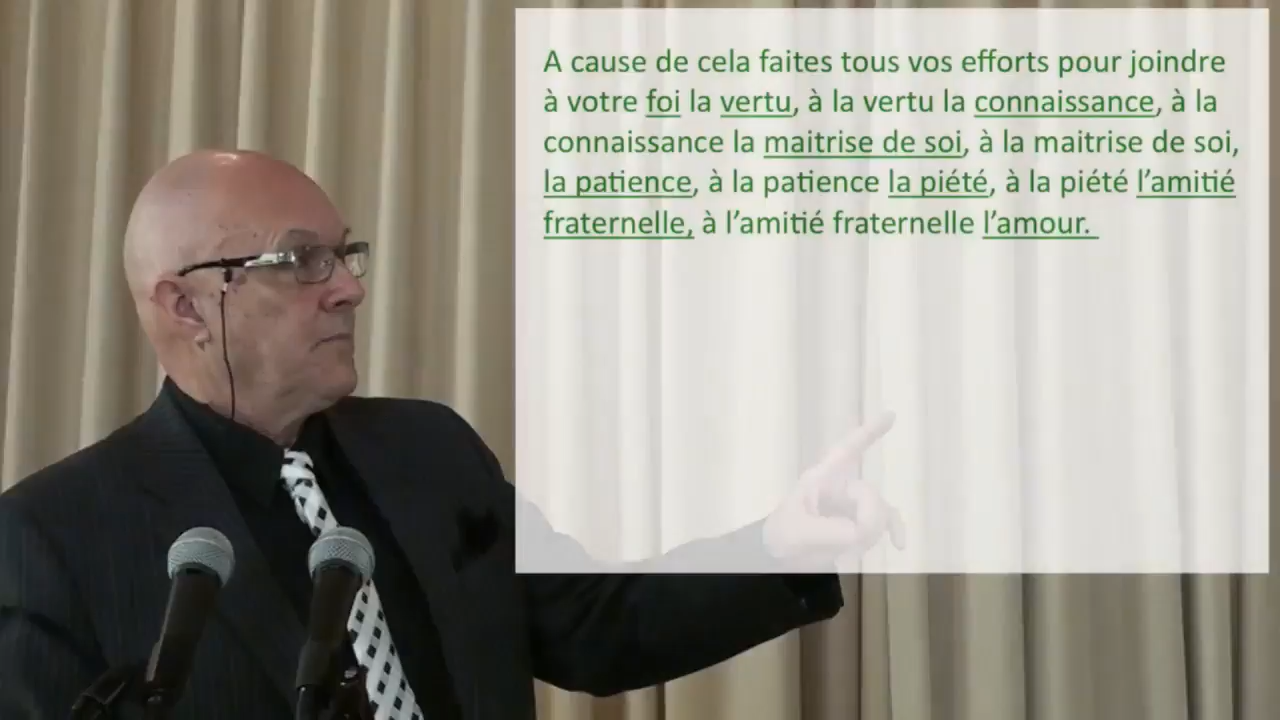 A cause de cela faites tous vos efforts pour joindre
à votre foi la vertu, à la vertu la connaissance, à la
connaissance la maitrise de soi, à la maitrise de soi,
la patience, à la patience la piété, à la piété l’amitié
fraternelle, à l’amitié fraternelle l’amour.